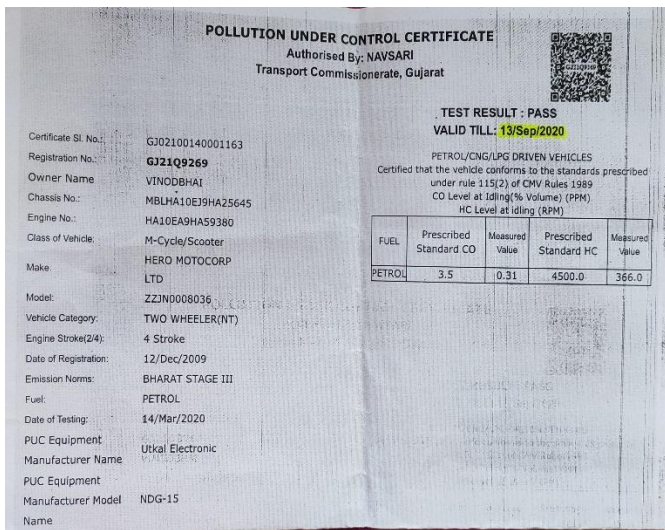 POLLUTION UNDER CONTROL CERTIFICATE
Authorised By: NAVSARI
Transport Commissionerate, Gujarat
GJ21Q9269
TEST RESULT : PASS
VALID TILL: 13/Sep/2020
Certificate Sl. No.: GJ02100140001163
Registration No.: GJ21Q9269
Owner Name VINODBHAI
Chassis No.: MBLHA10EJ9HA25645
Engine No.: HA10EA9HA59380
Class of Vehicle: M-Cycle/Scooter
Make HERO MOTOCORP
LTD
Model: ZZJN0008036
Vehicle Category: TWO WHEELER(NT)
Engine Stroke(2/4): 4 Stroke
Date of Registration: 12/Dec/2009
Emission Norms: BHARAT STAGE III
Fuel: PETROL
Date of Testing: 14/Mar/2020
PUC Equipment
Manufacturer Name Utkal Electronic
PUC Equipment
Manufacturer Model NDG-15
Name
PETROL/CNG/LPG DRIVEN VEHICLES
Certified that the vehicle conforms to the standards prescribed
under rule 115(2) of CMV Rules 1989
CO Level at Idling(% Volume) (PPM)
HC Level at idling (RPM)
FUEL Prescribed Standard CO Measured Value Prescribed Standard HC Measured Value
PETROL 3.5 0.31 4500.0 366.0